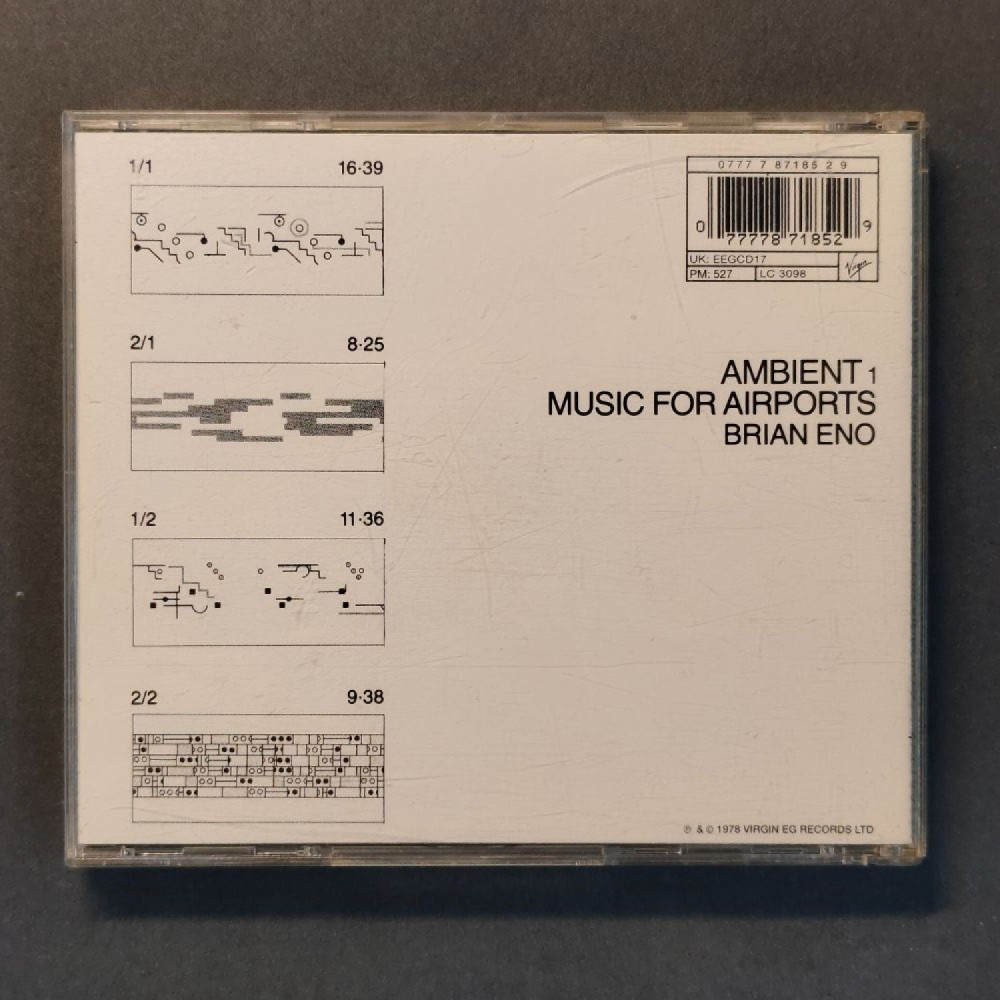 1/1 16·39
2/1 8·25
1/2 11·36
2/2 9·38
0777 7 87185 2 9
0 77778 71852 9
UK: EEGCD17
PM: 527 LC 3098
Virgin
AMBIENT 1
MUSIC FOR AIRPORTS
BRIAN ENO
℗ & © 1978 VIRGIN EG RECORDS LTD